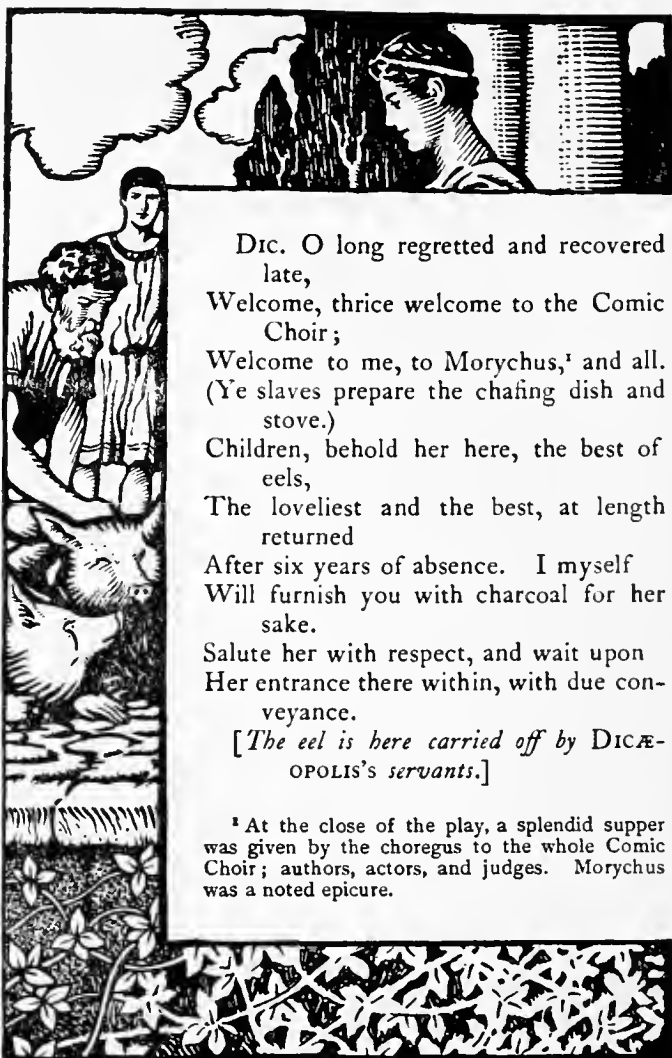 DIC. O long regretted and recovered
late,
Welcome, thrice welcome to the Comic
Choir;
Welcome to me, to Morychus,¹ and all.
(Ye slaves prepare the chafing dish and
stove.)
Children, behold her here, the best of
eels,
The loveliest and the best, at length
returned
After six years of absence. I myself
Will furnish you with charcoal for her
sake.
Salute her with respect, and wait upon
Her entrance there within, with due con-
veyance.
[The eel is here carried off by DICÆ-
OPOLIS's servants.]
¹ At the close of the play, a splendid supper
was given by the choregus to the whole Comic
Choir; authors, actors, and judges. Morychus
was a noted epicure.